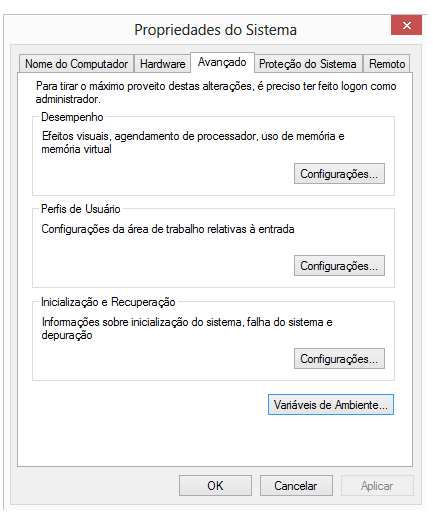 Propriedades do Sistema
Nome do Computador Hardware Avançado Proteção do Sistema Remoto
Para tirar o máximo proveito destas alterações, é preciso ter feito logon como
administrador.
Desempenho
Efeitos visuais, agendamento de processador, uso de memória e
memória virtual
Configurações...
Perfis de Usuário
Configurações da área de trabalho relativas à entrada
Configurações...
Inicialização e Recuperação
Informações sobre inicialização do sistema, falha do sistema e
depuração
Configurações...
Variáveis de Ambiente...
OK Cancelar Aplicar